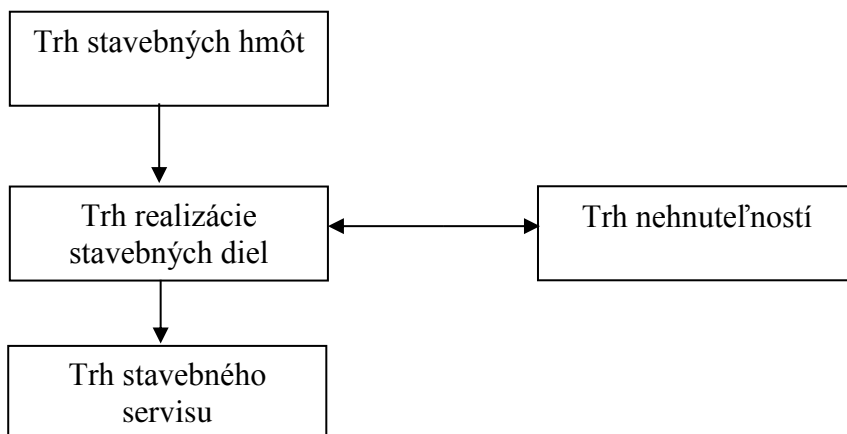 Trh stavebných hmôt
Trh realizácie
stavebných diel
Trh nehnuteľností
Trh stavebného
servisu